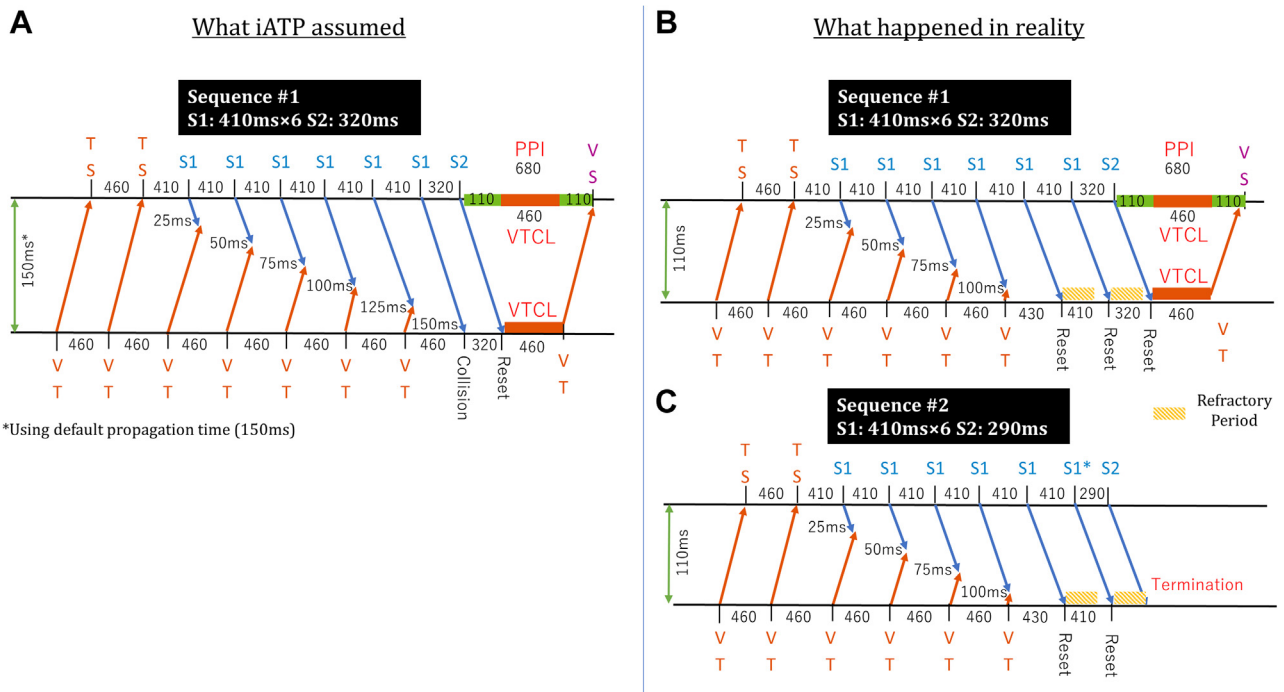 A
What iATP assumed
Sequence #1
S1: 410ms×6 S2: 320ms
T T
S S
S1 S1 S1 S1 S1 S1 S2
PPI
680
V
S
460 410 410 410 410 410 410 320
110 110
460
VTCL
150ms*
25ms
50ms
75ms
100ms
125ms
150ms
VTCL
460 460 460 460 460 460 460 320 460
V V V V V V V
T T T T T T T
Collision
Reset
V
T
*Using default propagation time (150ms)
B
What happened in reality
Sequence #1
S1: 410ms×6 S2: 320ms
T T
S S
S1 S1 S1 S1 S1 S1 S2
PPI
680
V
S
460 410 410 410 410 410 410 320
110 110
460
VTCL
110ms
25ms
50ms
75ms
100ms
VTCL
460 460 460 460 460 430 410 320 460
V V V V V V
T T T T T T
Reset
Reset
Reset
V
T
C
Sequence #2
S1: 410ms×6 S2: 290ms
Refractory
Period
T T
S S
S1 S1 S1 S1 S1 S1* S2
460 410 410 410 410 410 410 290
110ms
25ms
50ms
75ms
100ms
Termination
460 460 460 460 460 430 410
V V V V V V
T T T T T T
Reset
Reset